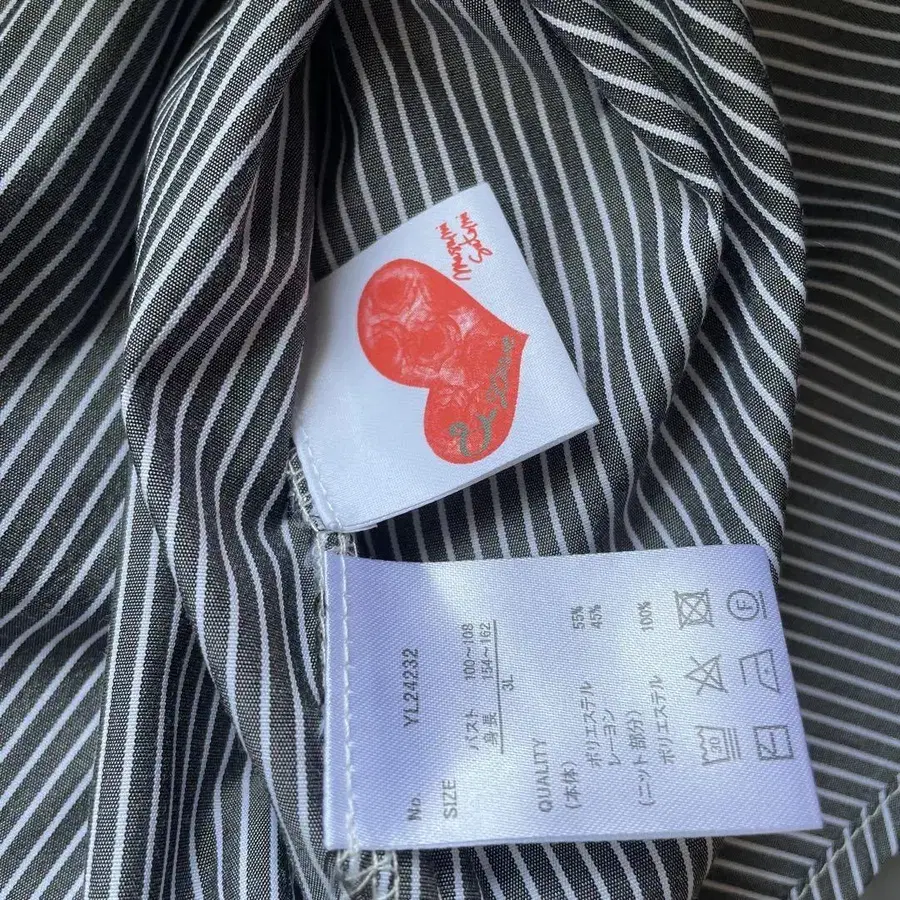 No. YL24232
SIZE バスト 100〜108
身長 154〜162
3L
QUALITY
(本体)
ポリエステル 55%
レーヨン 45%
(ニット部分)
ポリエステル 100%
30
F